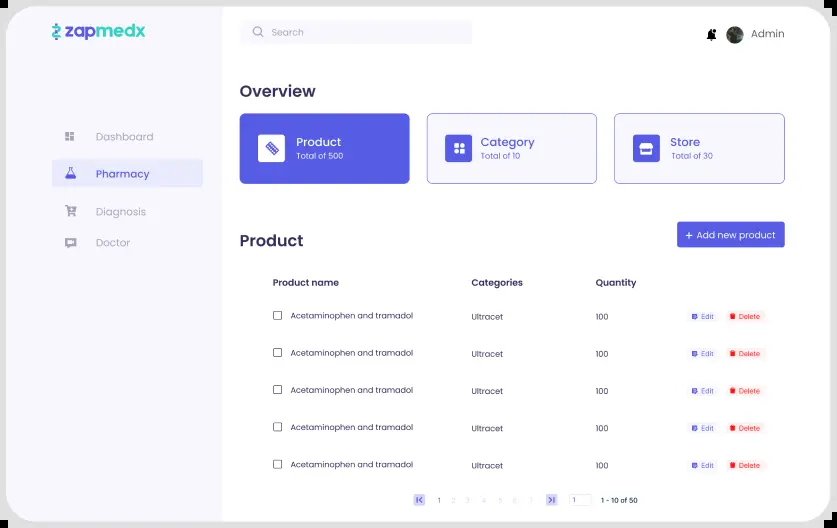 zapmedx
Search
Admin
Overview
Product
Total of 500
Category
Total of 10
Store
Total of 30
Dashboard
Pharmacy
Diagnosis
Doctor
Product
+ Add new product
Product name Categories Quantity
Acetaminophen and tramadol Ultracet 100 Edit Delete
Acetaminophen and tramadol Ultracet 100 Edit Delete
Acetaminophen and tramadol Ultracet 100 Edit Delete
Acetaminophen and tramadol Ultracet 100 Edit Delete
Acetaminophen and tramadol Ultracet 100 Edit Delete
1 2 3 4 5 6 7 1 1 - 10 of 50